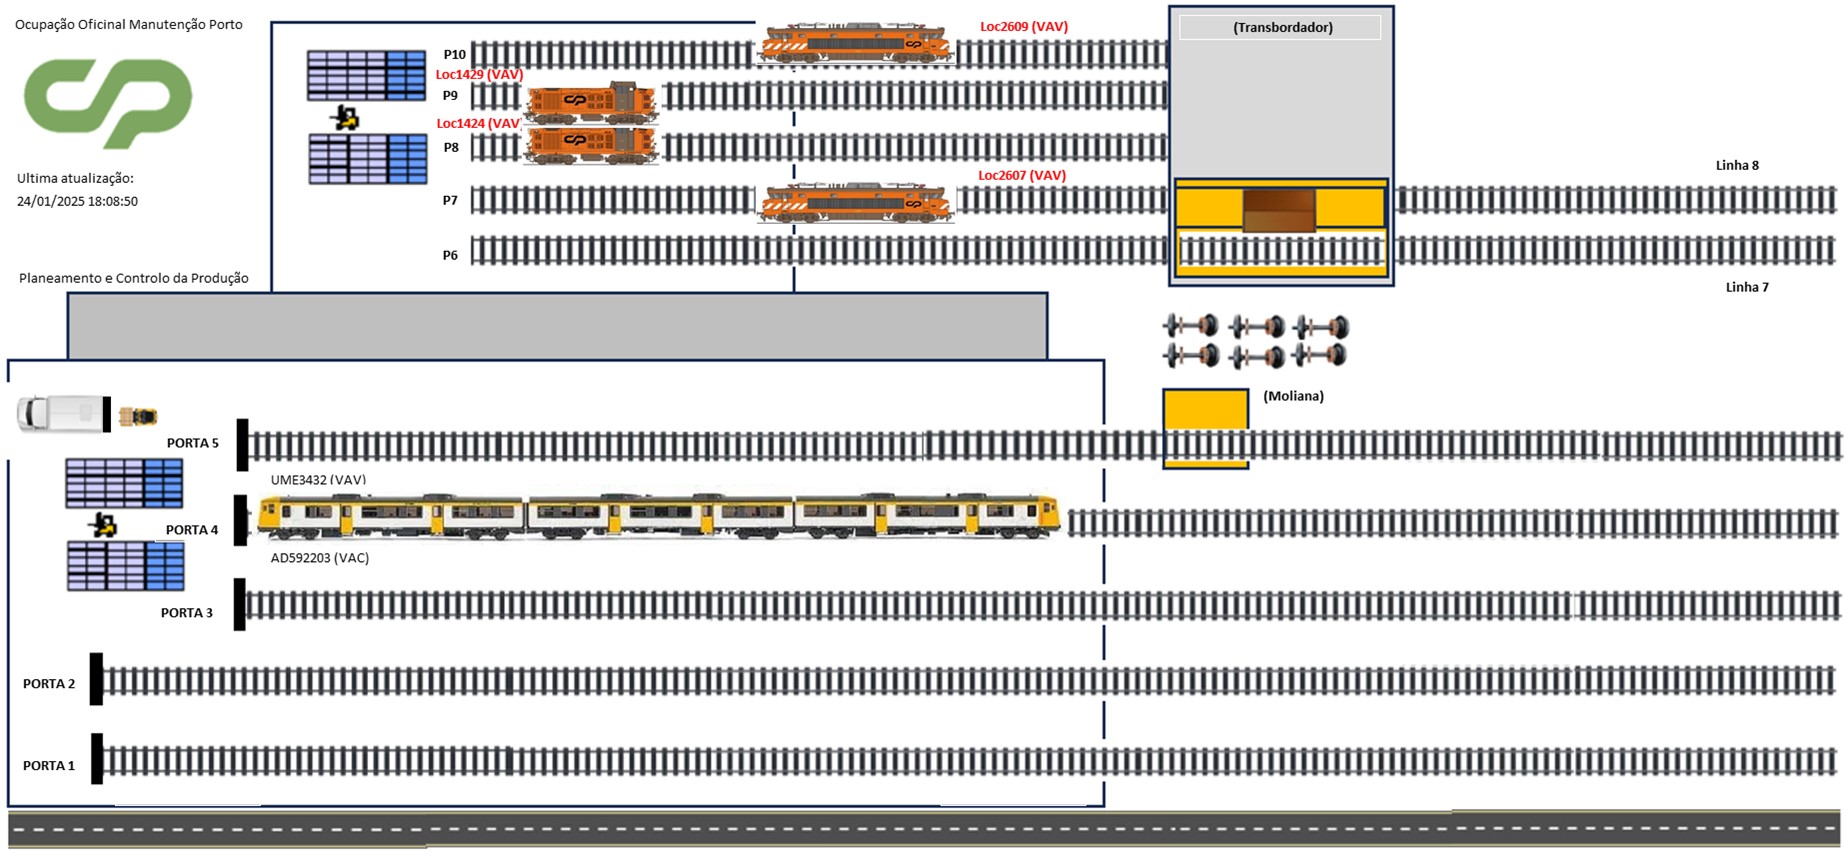 Ocupação Oficinal Manutenção Porto
Loc2609 (VAV)
(Transbordador)
P10
Loc1429 (VAV)
P9
Loc1424 (VAV)
P8
Ultima atualização:
24/01/2025 18:08:50
Loc2607 (VAV)
Linha 8
P7
P6
Planeamento e Controlo da Produção
Linha 7
(Moliana)
PORTA 5
UME3432 (VAV)
PORTA 4
AD592203 (VAC)
PORTA 3
PORTA 2
PORTA 1